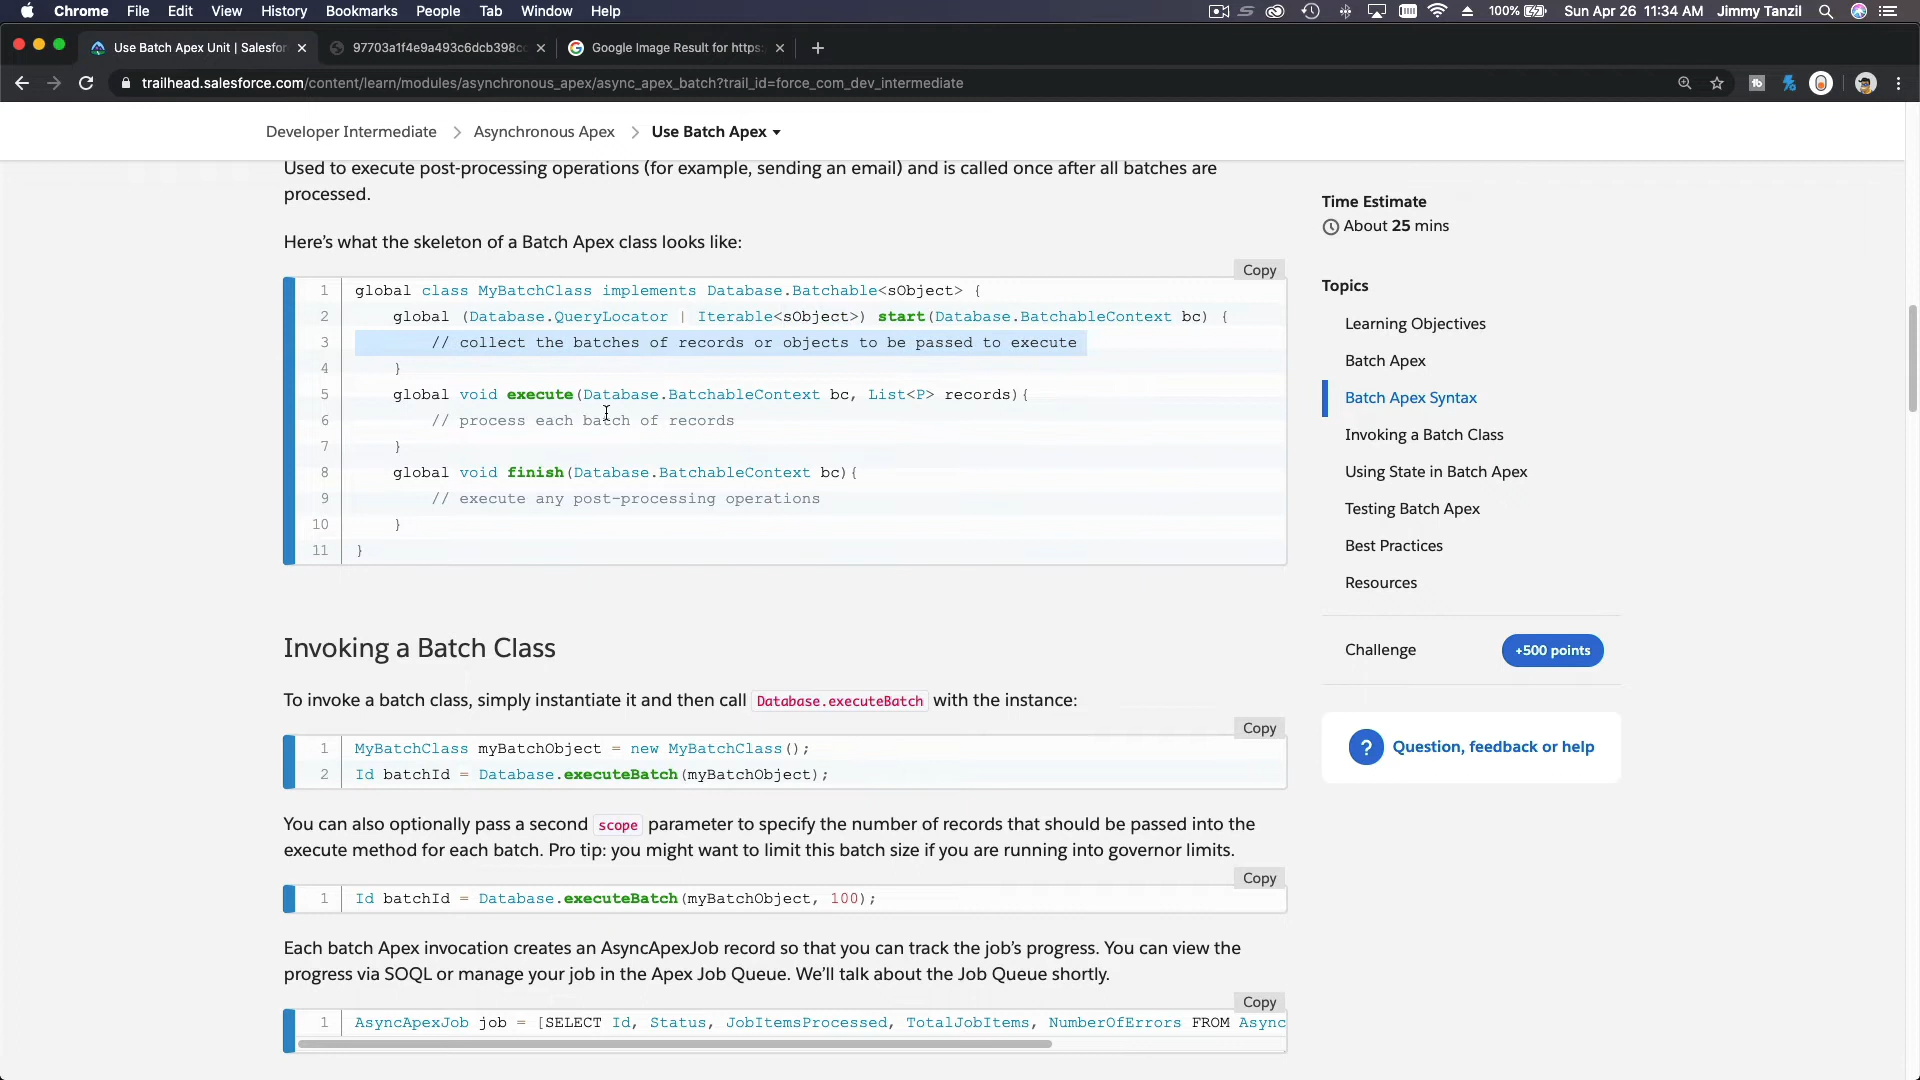 Chrome File Edit View History Bookmarks People Tab Window Help 100% Sun Apr 26 11:34 AM Jimmy Tanzil
Use Batch Apex Unit | Salesfor 97703a1f4e9a493c6dcb398c Google Image Result for https:
trailhead.salesforce.com/content/learn/modules/asynchronous_apex/async_apex_batch?trail_id=force_com_dev_intermediate
Developer Intermediate > Asynchronous Apex > Use Batch Apex
Used to execute post-processing operations (for example, sending an email) and is called once after all batches are
processed.
Here’s what the skeleton of a Batch Apex class looks like:
Copy
1 global class MyBatchClass implements Database.Batchable<sObject> {
2 global (Database.QueryLocator | Iterable<sObject>) start(Database.BatchableContext bc) {
3 // collect the batches of records or objects to be passed to execute
4 }
5 global void execute(Database.BatchableContext bc, List<P> records){
6 // process each batch of records
7 }
8 global void finish(Database.BatchableContext bc){
9 // execute any post-processing operations
10 }
11 }
Invoking a Batch Class
To invoke a batch class, simply instantiate it and then call Database.executeBatch with the instance:
Copy
1 MyBatchClass myBatchObject = new MyBatchClass();
2 Id batchId = Database.executeBatch(myBatchObject);
You can also optionally pass a second scope parameter to specify the number of records that should be passed into the
execute method for each batch. Pro tip: you might want to limit this batch size if you are running into governor limits.
Copy
1 Id batchId = Database.executeBatch(myBatchObject, 100);
Each batch Apex invocation creates an AsyncApexJob record so that you can track the job’s progress. You can view the
progress via SOQL or manage your job in the Apex Job Queue. We’ll talk about the Job Queue shortly.
Copy
1 AsyncApexJob job = [SELECT Id, Status, JobItemsProcessed, TotalJobItems, NumberOfErrors FROM Async
Time Estimate
About 25 mins
Topics
Learning Objectives
Batch Apex
Batch Apex Syntax
Invoking a Batch Class
Using State in Batch Apex
Testing Batch Apex
Best Practices
Resources
Challenge +500 points
? Question, feedback or help